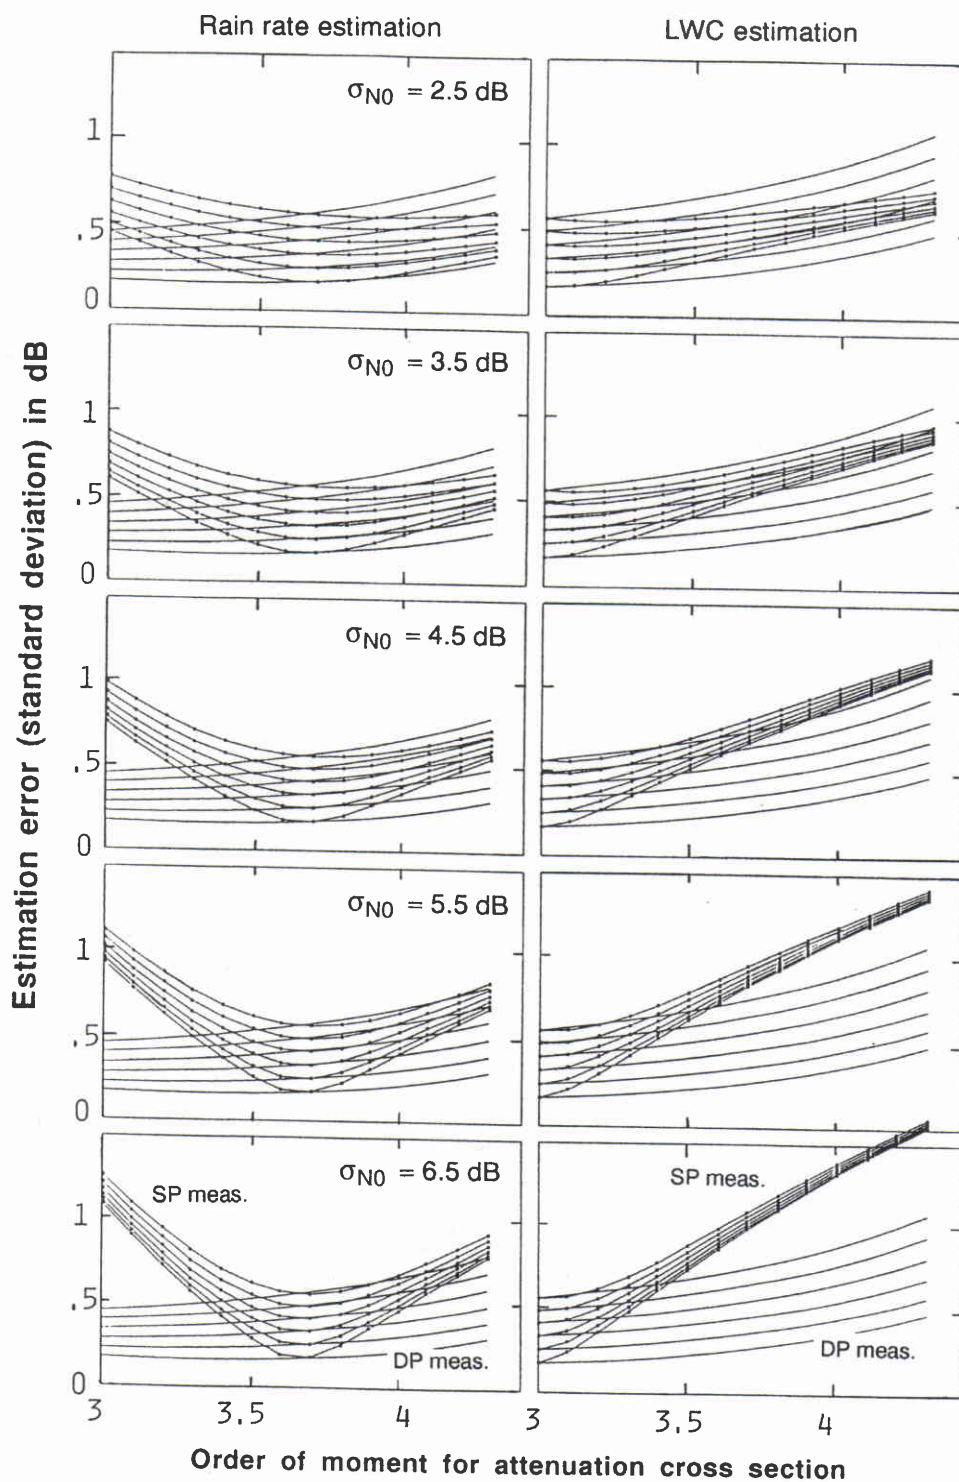 Rain rate estimation
LWC estimation
Estimation error (standard deviation) in dB
σN0 = 2.5 dB
1
.5
0
σN0 = 3.5 dB
1
.5
0
σN0 = 4.5 dB
1
.5
0
σN0 = 5.5 dB
1
.5
0
σN0 = 6.5 dB
SP meas.
SP meas.
1
.5
DP meas.
DP meas.
0
3 3.5 4 3 3.5 4
Order of moment for attenuation cross section